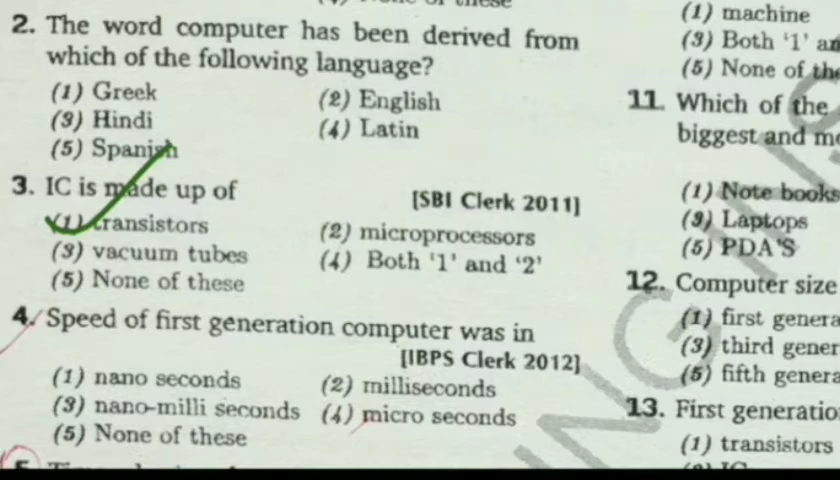 2. The word computer has been derived from
which of the following language?
(1) Greek
(2) English
(3) Hindi
(4) Latin
(5) Spanish
3. IC is made up of
[SBI Clerk 2011]
(1) transistors
(2) microprocessors
(3) vacuum tubes
(4) Both '1' and '2'
(5) None of these
4. Speed of first generation computer was in
[IBPS Clerk 2012]
(1) nano seconds
(2) milliseconds
(3) nano-milli seconds
(4) micro seconds
(5) None of these
(1) machine
(3) Both '1'
(5) None of
11. Which of the
biggest and
(1) Note books
(3) Laptops
(5) PDA'S
12. Computer size
(1) first
(3) third
(5) fifth
13. First
(1) transistors